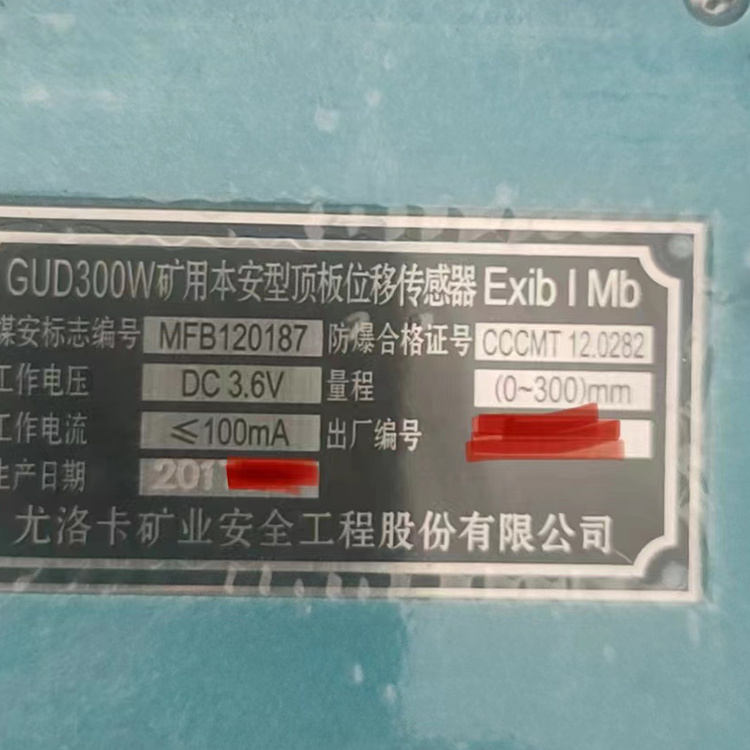 GUD300W矿用本安型顶板位移传感器 Exib I Mb
煤安标志编号 MFB120187 防爆合格证号 CCCMT 12.0282
工作电压 DC 3.6V 量程 (0~300)mm
工作电流 ≤100mA 出厂编号
生产日期 201
尤洛卡矿业安全工程股份有限公司